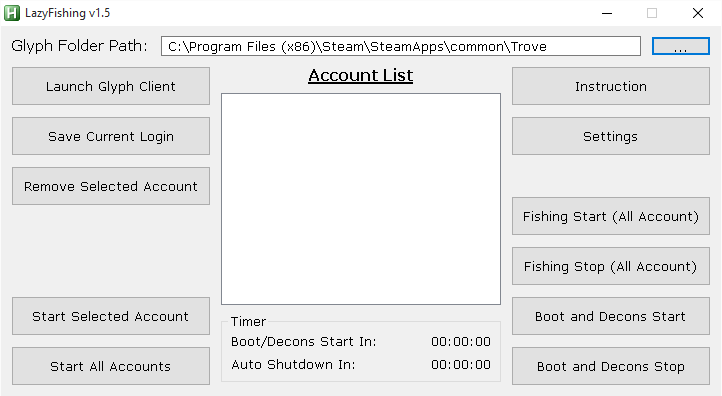 LazyFishing v1.5
Glyph Folder Path: C:\Program Files (x86)\Steam\SteamApps\common\Trove ...
Launch Glyph Client
Save Current Login
Remove Selected Account
Start Selected Account
Start All Accounts
Account List
Timer
Boot/Decons Start In: 00:00:00
Auto Shutdown In: 00:00:00
Instruction
Settings
Fishing Start (All Account)
Fishing Stop (All Account)
Boot and Decons Start
Boot and Decons Stop